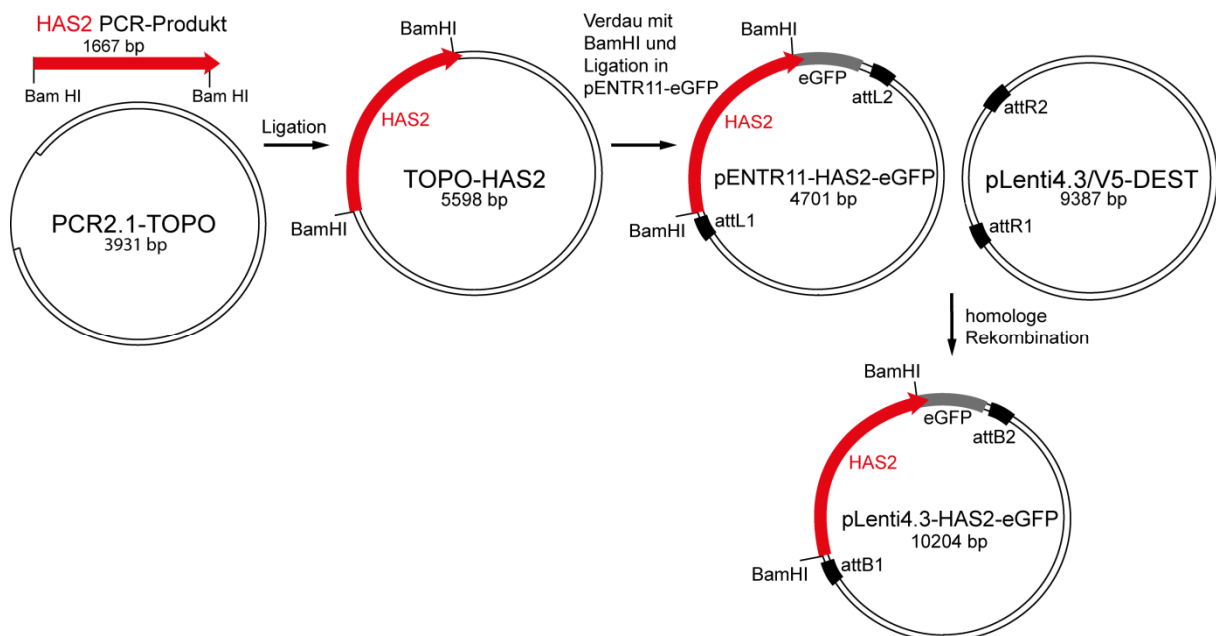 HAS2 PCR-Produkt
1667 bp
Bam HI
Bam HI
PCR2.1-TOPO
3931 bp
Ligation
BamHI
HAS2
TOPO-HAS2
5598 bp
BamHI
Verdau mit
BamHI und
Ligation in
pENTR11-eGFP
BamHI
eGFP
attL2
HAS2
pENTR11-HAS2-eGFP
4701 bp
attL1
BamHI
attR2
pLenti4.3/V5-DEST
9387 bp
attR1
homologe
Rekombination
BamHI
eGFP
attB2
HAS2
pLenti4.3-HAS2-eGFP
10204 bp
attB1
BamHI